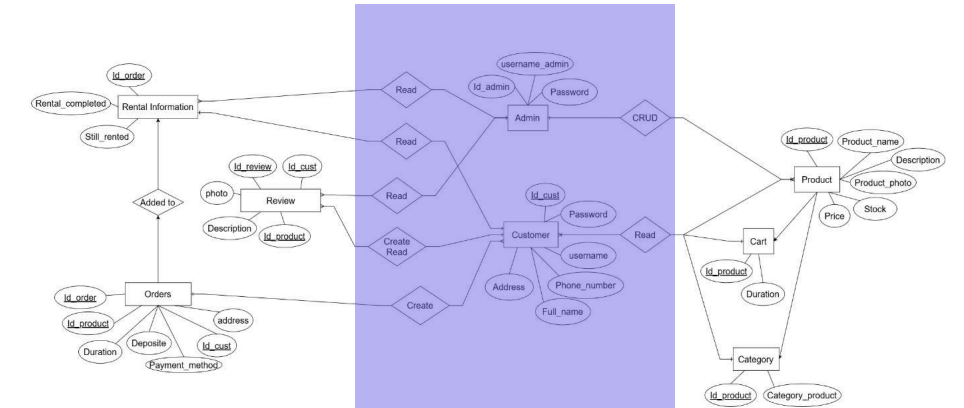 username_admin
Id_order
Id_admin
Password
Read
Rental_completed
Rental Information
Admin
CRUD
Still_rented
Read
Product_name
Id_product
Description
Id_review
Id_cust
Product
Product_photo
photo
Read
Id_cust
Added to
Review
Price
Stock
Password
Description
Id_product
Create
Read
Customer
Read
Cart
username
Id_product
Address
Phone_number
Duration
Orders
Id_order
Create
Full_name
Id_product
address
Duration
Deposite
Id_cust
Payment_method
Category
Id_product
Category_product